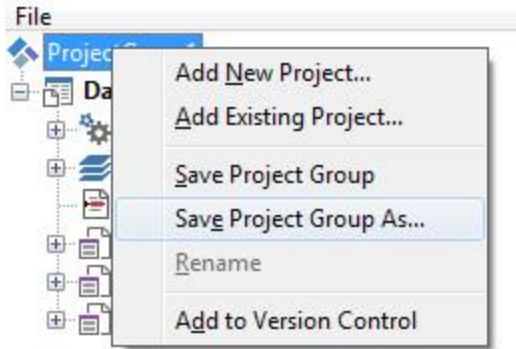 File
Add New Project...
Da
Add Existing Project...
Save Project Group
Save Project Group As...
Rename
Add to Version Control